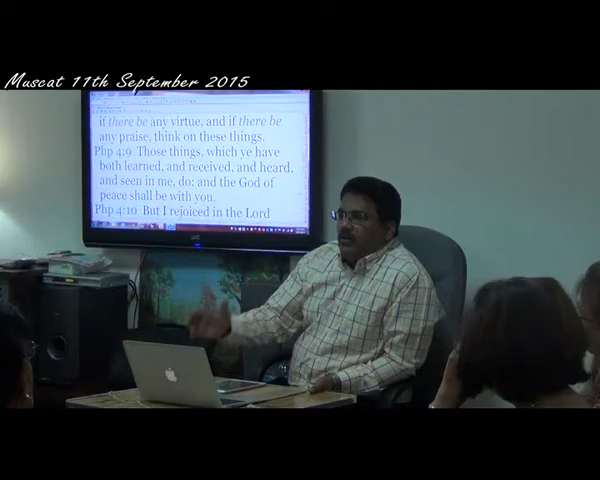 Muscat 11th September 2015
if there be any virtue, and if there be
any praise, think on these things.
Php 4:9 Those things, which ye have
both learned, and received, and heard,
and seen in me, do: and the God of
peace shall be with you.
Php 4:10 But I rejoiced in the Lord